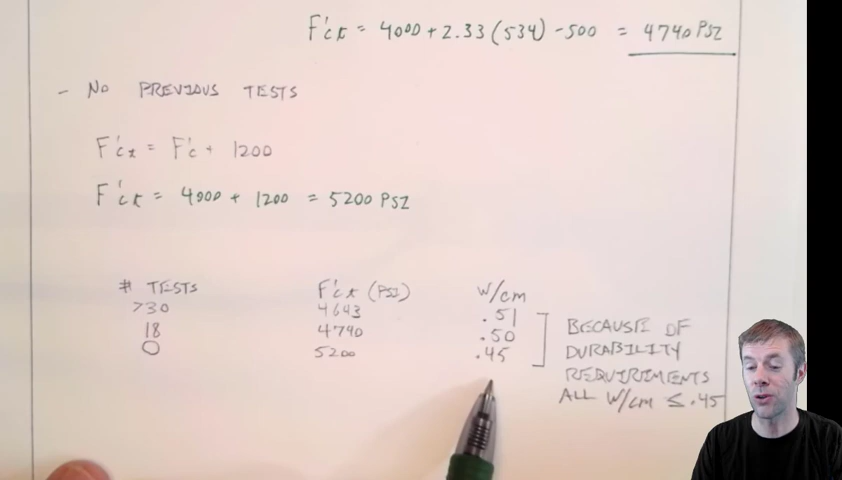 F'cr = 4000 + 2.33 (534) - 500 = 4740 PSI
- NO PREVIOUS TESTS
F'cr = F'c + 1200
F'cr = 4000 + 1200 = 5200 PSI
# TESTS F'cr (PSI) W/cm
>30 4643 .51
18 4740 .50
0 5200 .45
BECAUSE OF
DURABILITY
REQUIREMENTS
ALL W/cm ≤ .45